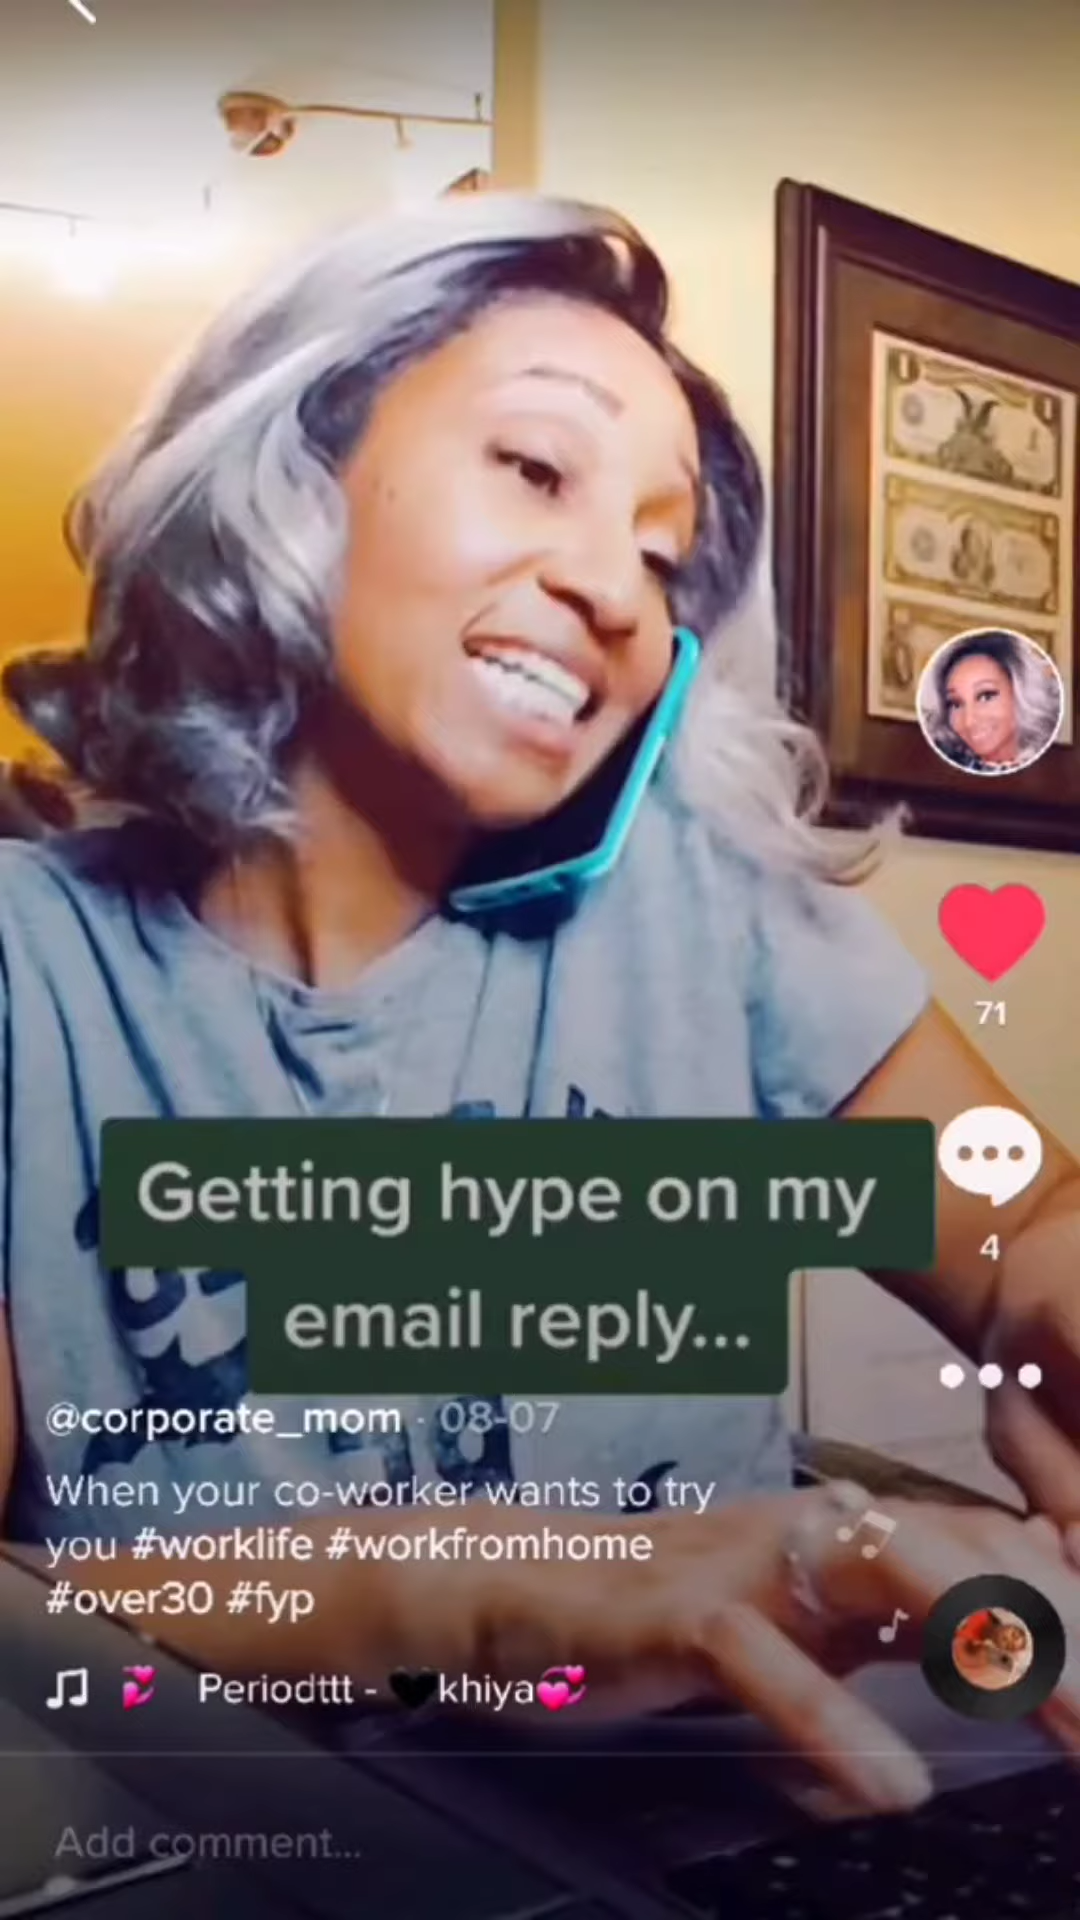 Getting hype on my
email reply...
71
4
@corporate_mom · 08-07
When your co-worker wants to try
you #worklife #workfromhome
#over30 #fyp
Periodttt - 🖤khiya💞
Add comment...